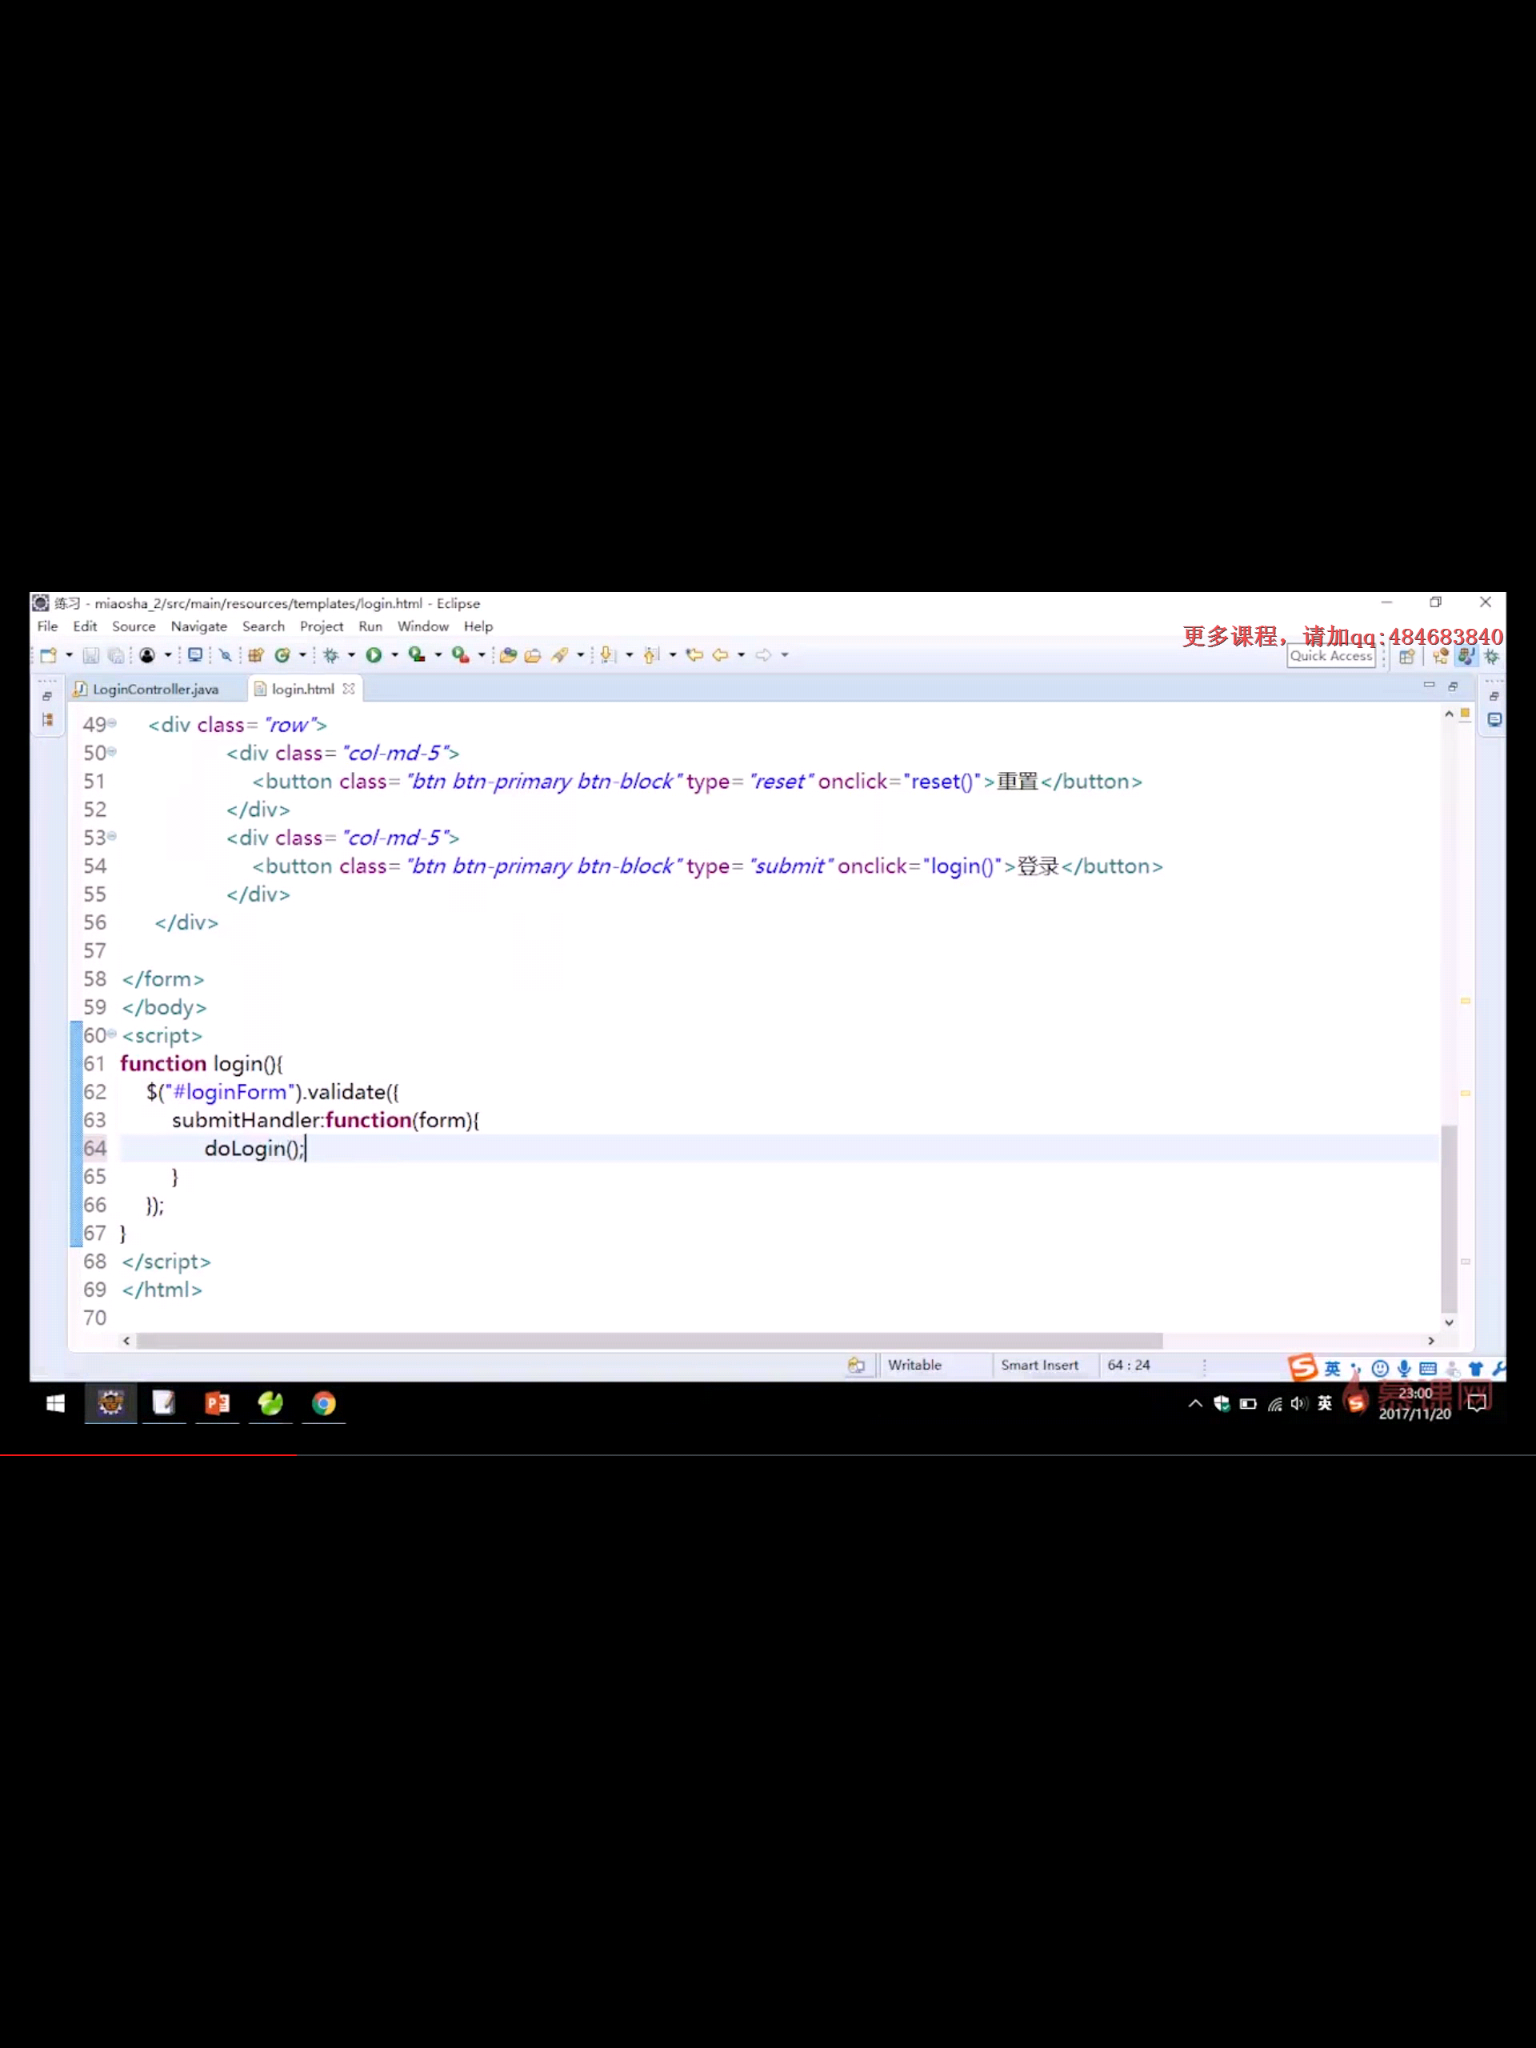 练习 - miaosha_2/src/main/resources/templates/login.html - Eclipse
File Edit Source Navigate Search Project Run Window Help
更多课程，请加qq:484683840
Quick Access
LoginController.java login.html
49 <div class="row">
50 <div class="col-md-5">
51 <button class="btn btn-primary btn-block" type="reset" onclick="reset()">重置</button>
52 </div>
53 <div class="col-md-5">
54 <button class="btn btn-primary btn-block" type="submit" onclick="login()">登录</button>
55 </div>
56 </div>
57
58 </form>
59 </body>
60 <script>
61 function login(){
62 $("#loginForm").validate({
63 submitHandler:function(form){
64 doLogin();
65 }
66 });
67 }
68 </script>
69 </html>
70
Writable Smart Insert 64 : 24
英
英 23:00
慕课网
2017/11/20